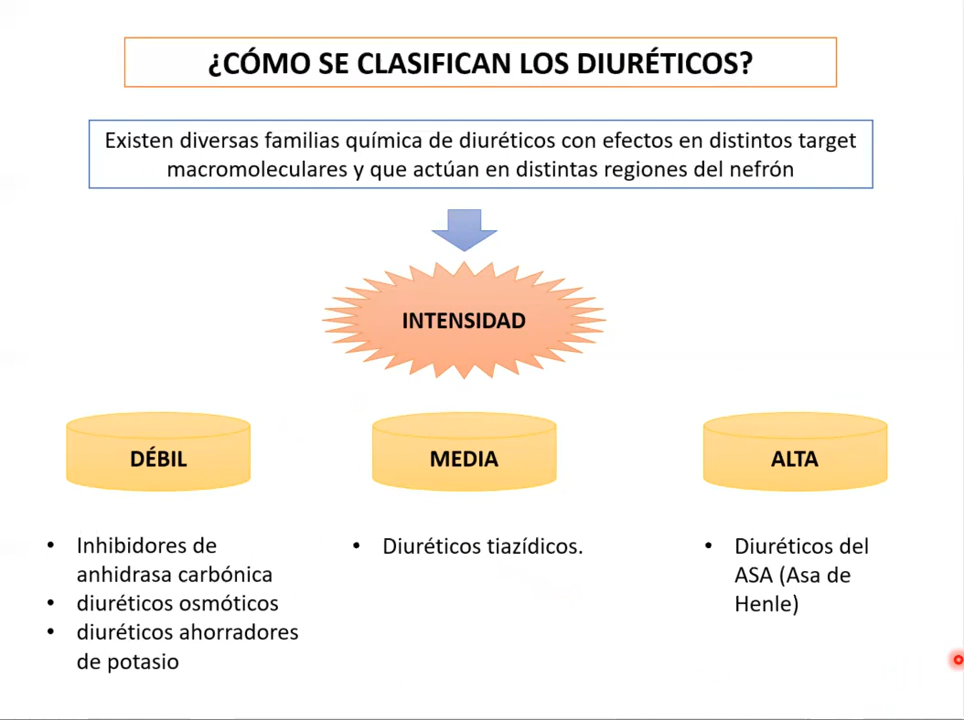 ¿CÓMO SE CLASIFICAN LOS DIURÉTICOS?
Existen diversas familias química de diuréticos con efectos en distintos target
macromoleculares y que actúan en distintas regiones del nefrón
INTENSIDAD
DÉBIL
MEDIA
ALTA
• Inhibidores de
anhidrasa carbónica
• diuréticos osmóticos
• diuréticos ahorradores
de potasio
• Diuréticos tiazídicos.
• Diuréticos del
ASA (Asa de
Henle)